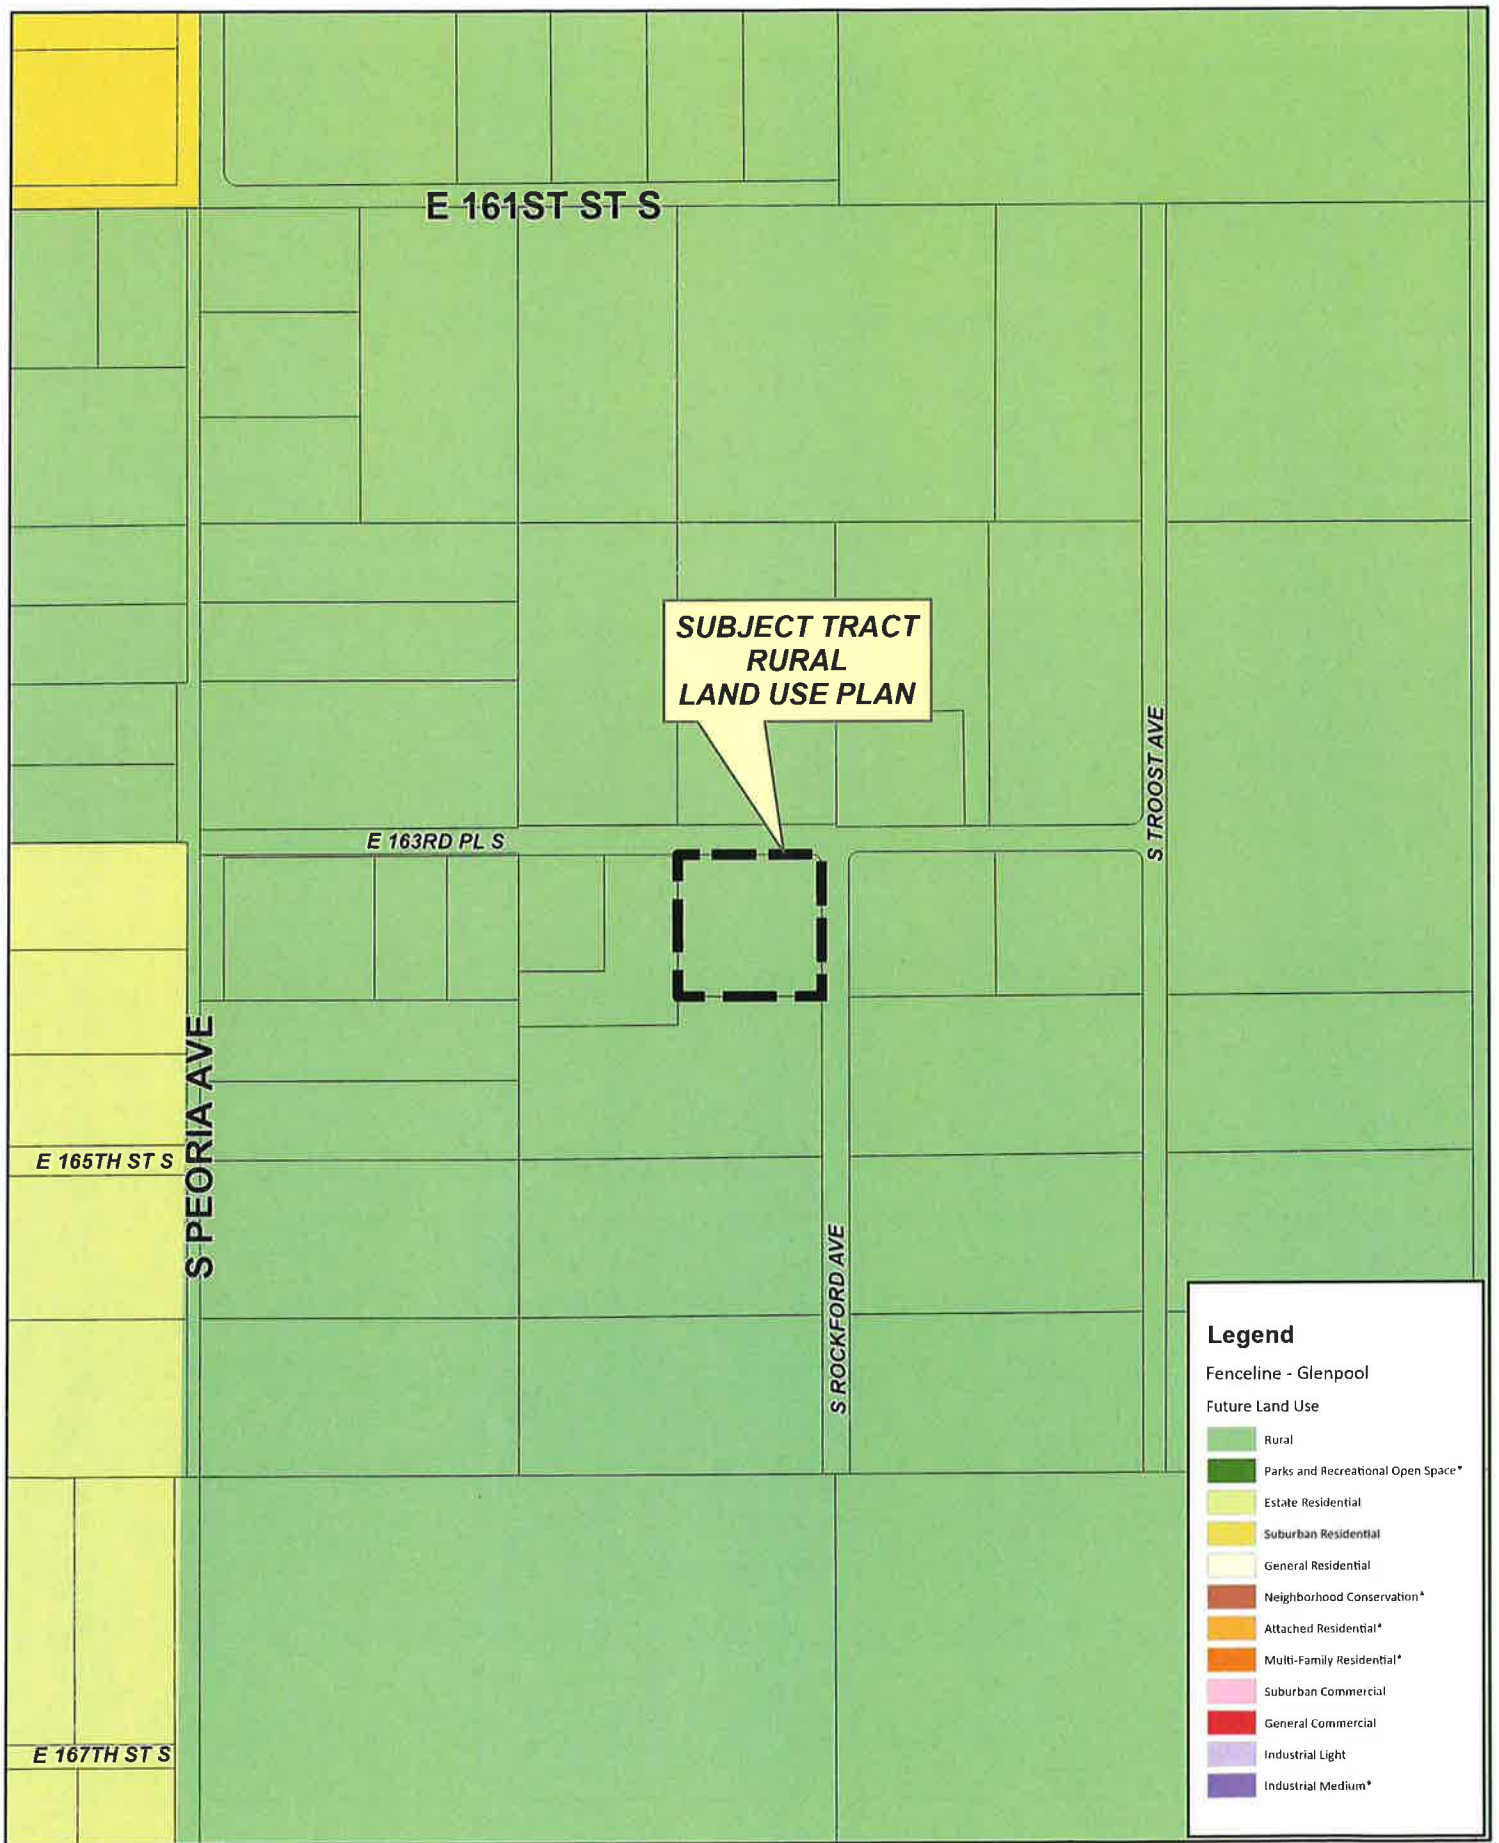 E 161ST ST S
SUBJECT TRACT
RURAL
LAND USE PLAN
S TROOST AVE
E 163RD PL S
S PEORIA AVE
E 165TH ST S
S ROCKFORD AVE
E 167TH ST S
Legend
Fenceline - Glenpool
Future Land Use
Rural
Parks and Recreational Open Space*
Estate Residential
Suburban Residential
General Residential
Neighborhood Conservation*
Attached Residential*
Multi-Family Residential*
Suburban Commercial
General Commercial
Industrial Light
Industrial Medium*